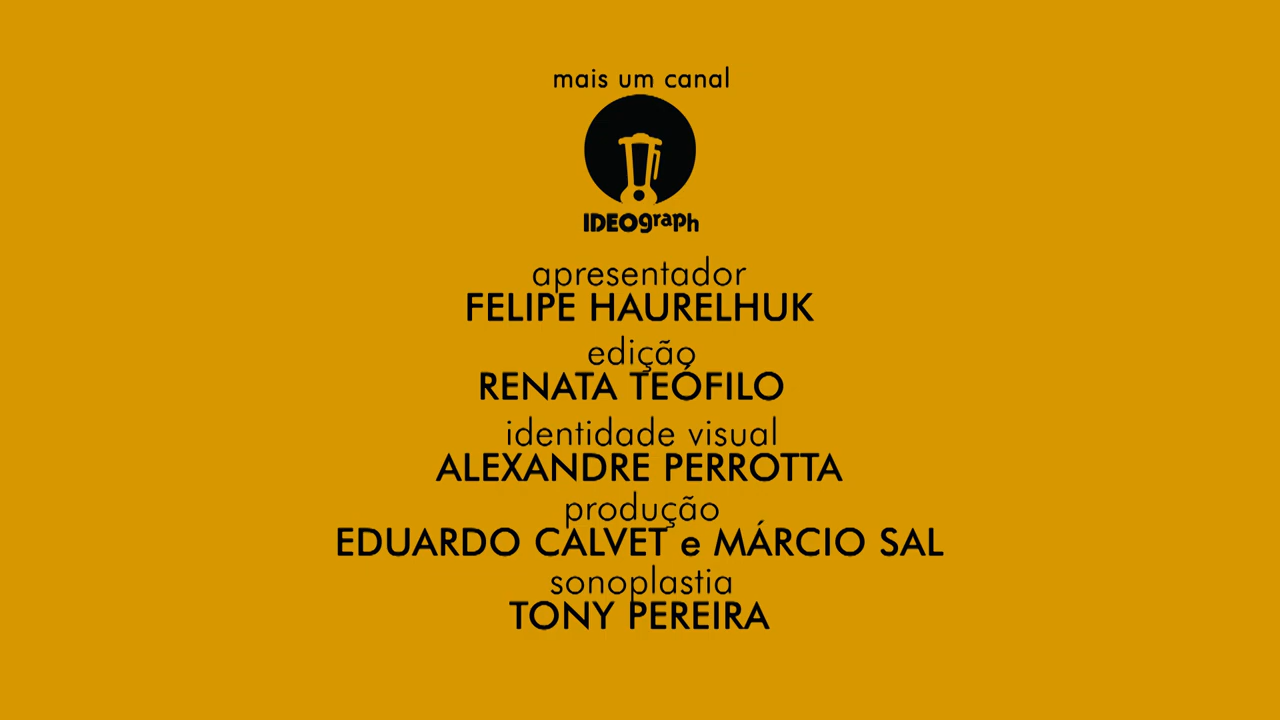 mais um canal
IDEOgraph
apresentador
FELIPE HAURELHUK
edição
RENATA TEÓFILO
identidade visual
ALEXANDRE PERROTTA
produção
EDUARDO CALVET e MÁRCIO SAL
sonoplastia
TONY PEREIRA